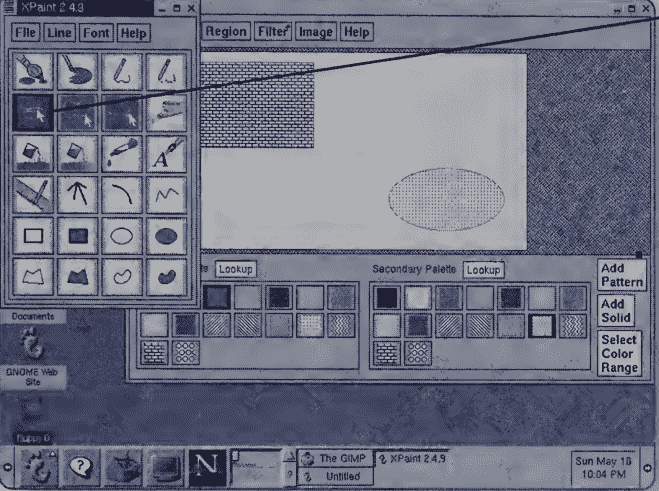 XPaint 2.4.9
File Line Font Help
Region Filter Image Help
A
Lookup
Secondary Palette Lookup
Add
Pattern
Add
Solid
Select
Color
Range
Documents
GNOME Web
Site
?
N
?
The GIMP
XPaint 2.4.9
Untitled
Sun May 18
10:04 PM